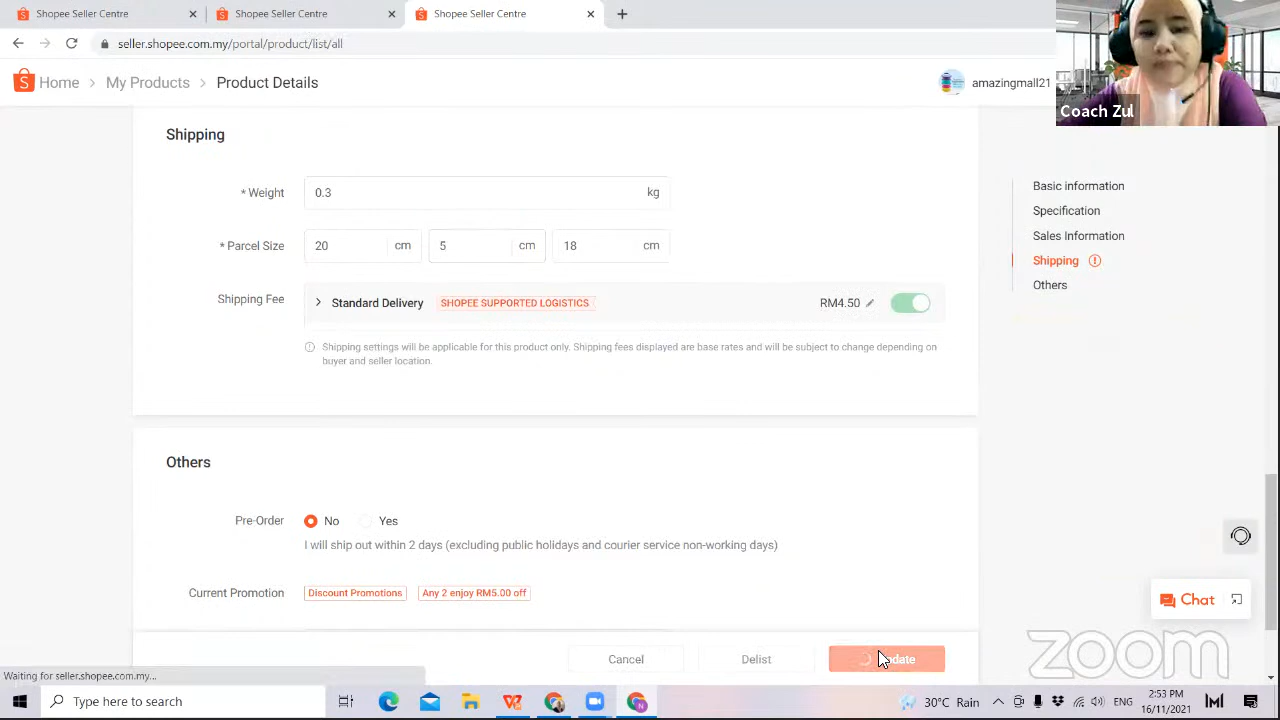 Shopee Seller Centre
Shopee Seller Centre
Shopee Seller Centre
seller.shopee.com.my/portal/product/list/all
Home
My Products
Product Details
amazingmall21
Coach Zul
Shipping
* Weight
0.3
kg
* Parcel Size
20
cm
5
cm
18
cm
Shipping Fee
Standard Delivery
SHOPEE SUPPORTED LOGISTICS
RM4.50
Shipping settings will be applicable for this product only. Shipping fees displayed are base rates and will be subject to change depending on
buyer and seller location.
Basic information
Specification
Sales Information
Shipping
Others
Others
Pre-Order
No
Yes
I will ship out within 2 days (excluding public holidays and courier service non-working days)
Current Promotion
Discount Promotions
Any 2 enjoy RM5.00 off
Chat
Cancel
Delist
zoom
Waiting for seller.shopee.com.my...
Type here to search
30°C Rain
2:53 PM
16/11/2021